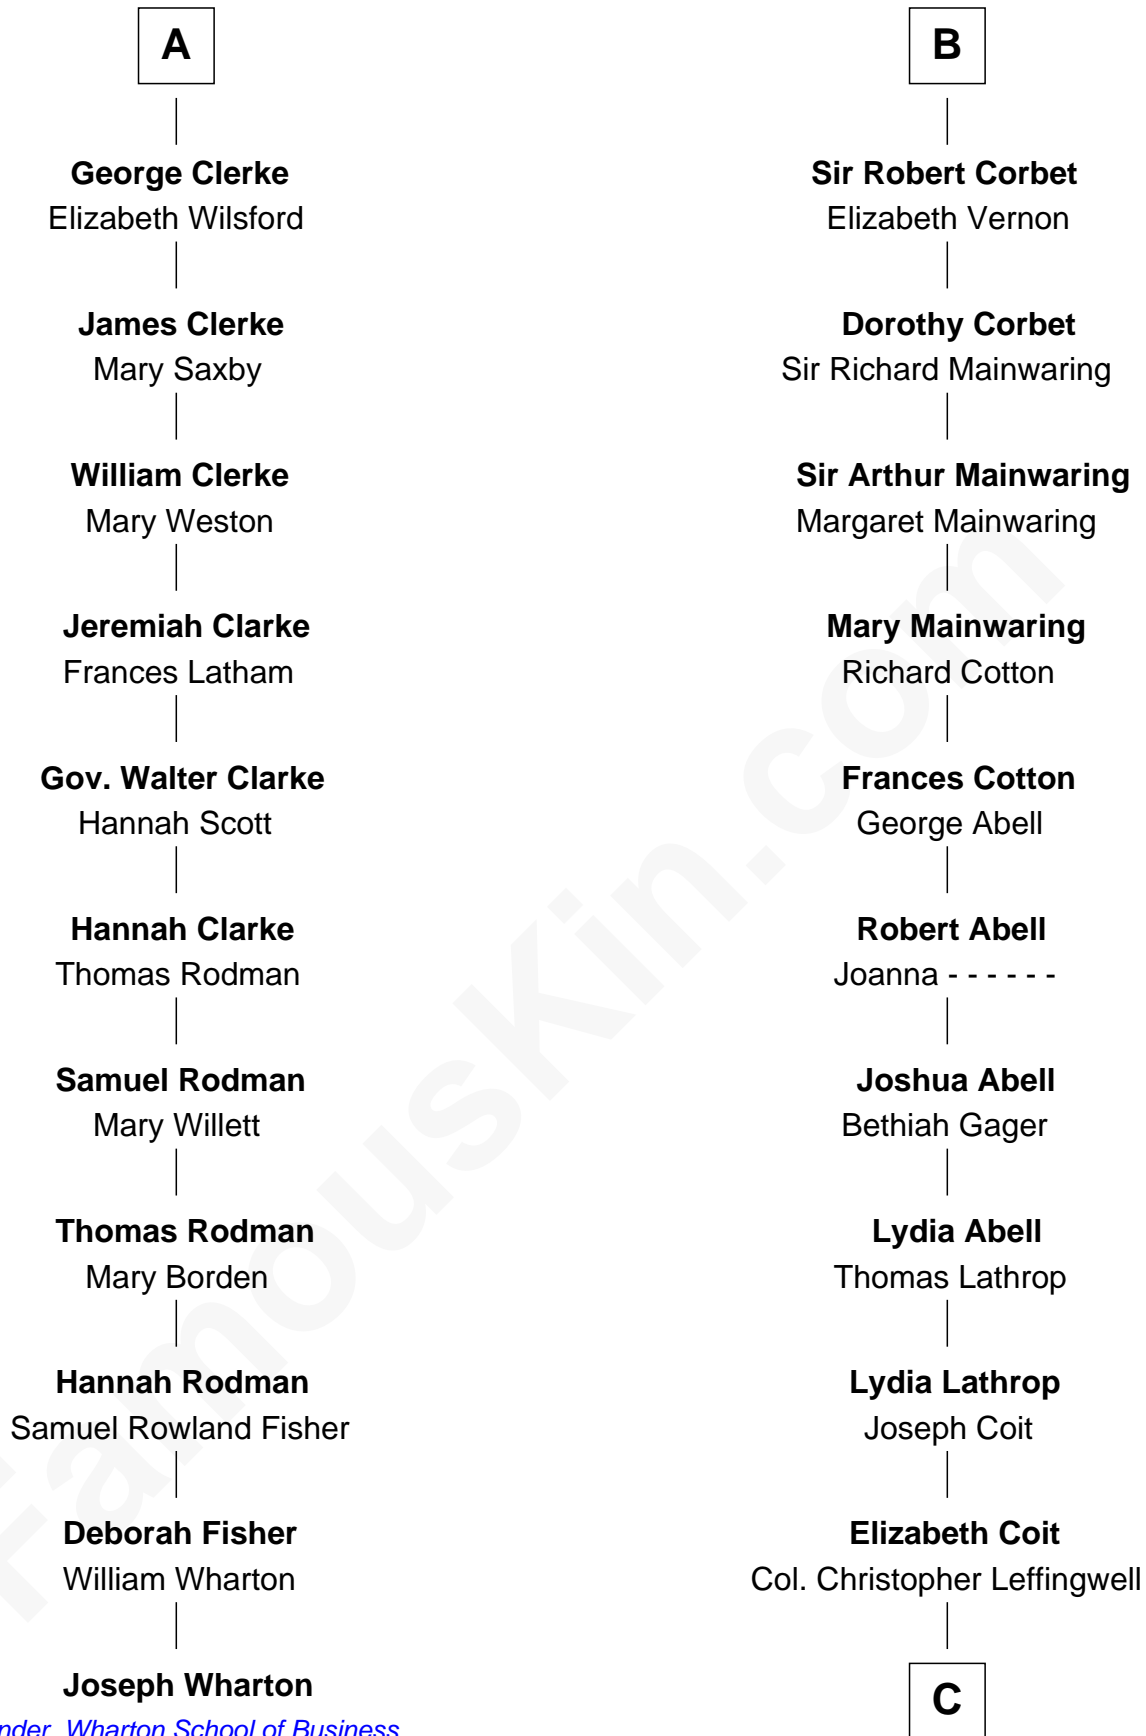 A
George Clerke
Elizabeth Wilsford
James Clerke
Mary Saxby
William Clerke
Mary Weston
Jeremiah Clarke
Frances Latham
Gov. Walter Clarke
Hannah Scott
Hannah Clarke
Thomas Rodman
Samuel Rodman
Mary Willett
Thomas Rodman
Mary Borden
Hannah Rodman
Samuel Rowland Fisher
Deborah Fisher
William Wharton
Joseph Wharton
nder, Wharton School of Business
B
Sir Robert Corbet
Elizabeth Vernon
Dorothy Corbet
Sir Richard Mainwaring
Sir Arthur Mainwaring
Margaret Mainwaring
Mary Mainwaring
Richard Cotton
Frances Cotton
George Abell
Robert Abell
Joanna - - - - - -
Joshua Abell
Bethiah Gager
Lydia Abell
Thomas Lathrop
Lydia Lathrop
Joseph Coit
Elizabeth Coit
Col. Christopher Leffingwell
C
FamousKin.com